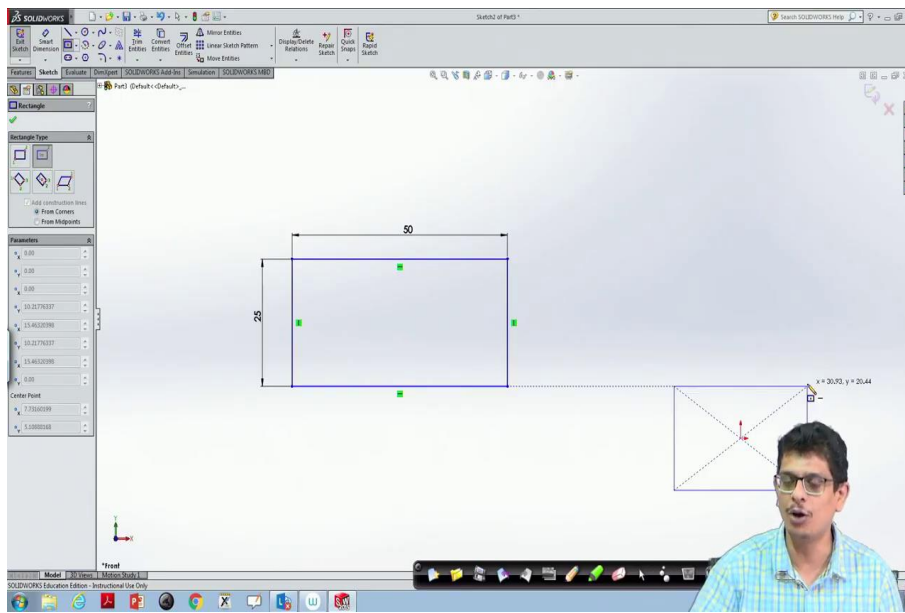 SOLIDWORKS
Sketch2 of Part3 *
Search SOLIDWORKS Help
Exit Sketch
Smart Dimension
Trim Entities
Convert Entities
Offset Entities
Mirror Entities
Linear Sketch Pattern
Move Entities
Display/Delete Relations
Repair Sketch
Quick Snaps
Rapid Sketch
Features Sketch Evaluate DimXpert SOLIDWORKS Add-Ins Simulation SOLIDWORKS MBD
Part3 (Default<<Default>_...
Rectangle
?
Rectangle Type
Add construction lines
From Corners
From Midpoints
Parameters
0.00
0.00
0.00
10.21776337
15.46320398
10.21776337
15.46320398
0.00
Center Point
7.73160199
5.10888168
50
25
x = 30.93, y = 20.44
Y
X
*Front
Model 3D Views Motion Study 1
SOLIDWORKS Education Edition - Instructional Use Only